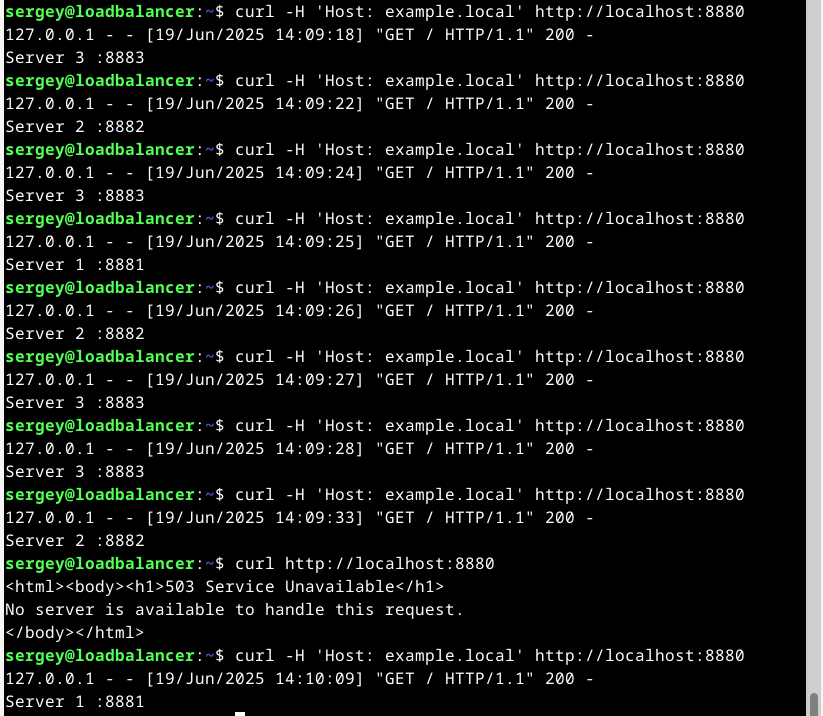 sergey@loadbalancer:~$ curl -H 'Host: example.local' http://localhost:8880
127.0.0.1 - - [19/Jun/2025 14:09:18] "GET / HTTP/1.1" 200 -
Server 3 :8883
sergey@loadbalancer:~$ curl -H 'Host: example.local' http://localhost:8880
127.0.0.1 - - [19/Jun/2025 14:09:22] "GET / HTTP/1.1" 200 -
Server 2 :8882
sergey@loadbalancer:~$ curl -H 'Host: example.local' http://localhost:8880
127.0.0.1 - - [19/Jun/2025 14:09:24] "GET / HTTP/1.1" 200 -
Server 3 :8883
sergey@loadbalancer:~$ curl -H 'Host: example.local' http://localhost:8880
127.0.0.1 - - [19/Jun/2025 14:09:25] "GET / HTTP/1.1" 200 -
Server 1 :8881
sergey@loadbalancer:~$ curl -H 'Host: example.local' http://localhost:8880
127.0.0.1 - - [19/Jun/2025 14:09:26] "GET / HTTP/1.1" 200 -
Server 2 :8882
sergey@loadbalancer:~$ curl -H 'Host: example.local' http://localhost:8880
127.0.0.1 - - [19/Jun/2025 14:09:27] "GET / HTTP/1.1" 200 -
Server 3 :8883
sergey@loadbalancer:~$ curl -H 'Host: example.local' http://localhost:8880
127.0.0.1 - - [19/Jun/2025 14:09:28] "GET / HTTP/1.1" 200 -
Server 3 :8883
sergey@loadbalancer:~$ curl -H 'Host: example.local' http://localhost:8880
127.0.0.1 - - [19/Jun/2025 14:09:33] "GET / HTTP/1.1" 200 -
Server 2 :8882
sergey@loadbalancer:~$ curl http://localhost:8880
<html><body><h1>503 Service Unavailable</h1>
No server is available to handle this request.
</body></html>
sergey@loadbalancer:~$ curl -H 'Host: example.local' http://localhost:8880
127.0.0.1 - - [19/Jun/2025 14:10:09] "GET / HTTP/1.1" 200 -
Server 1 :8881